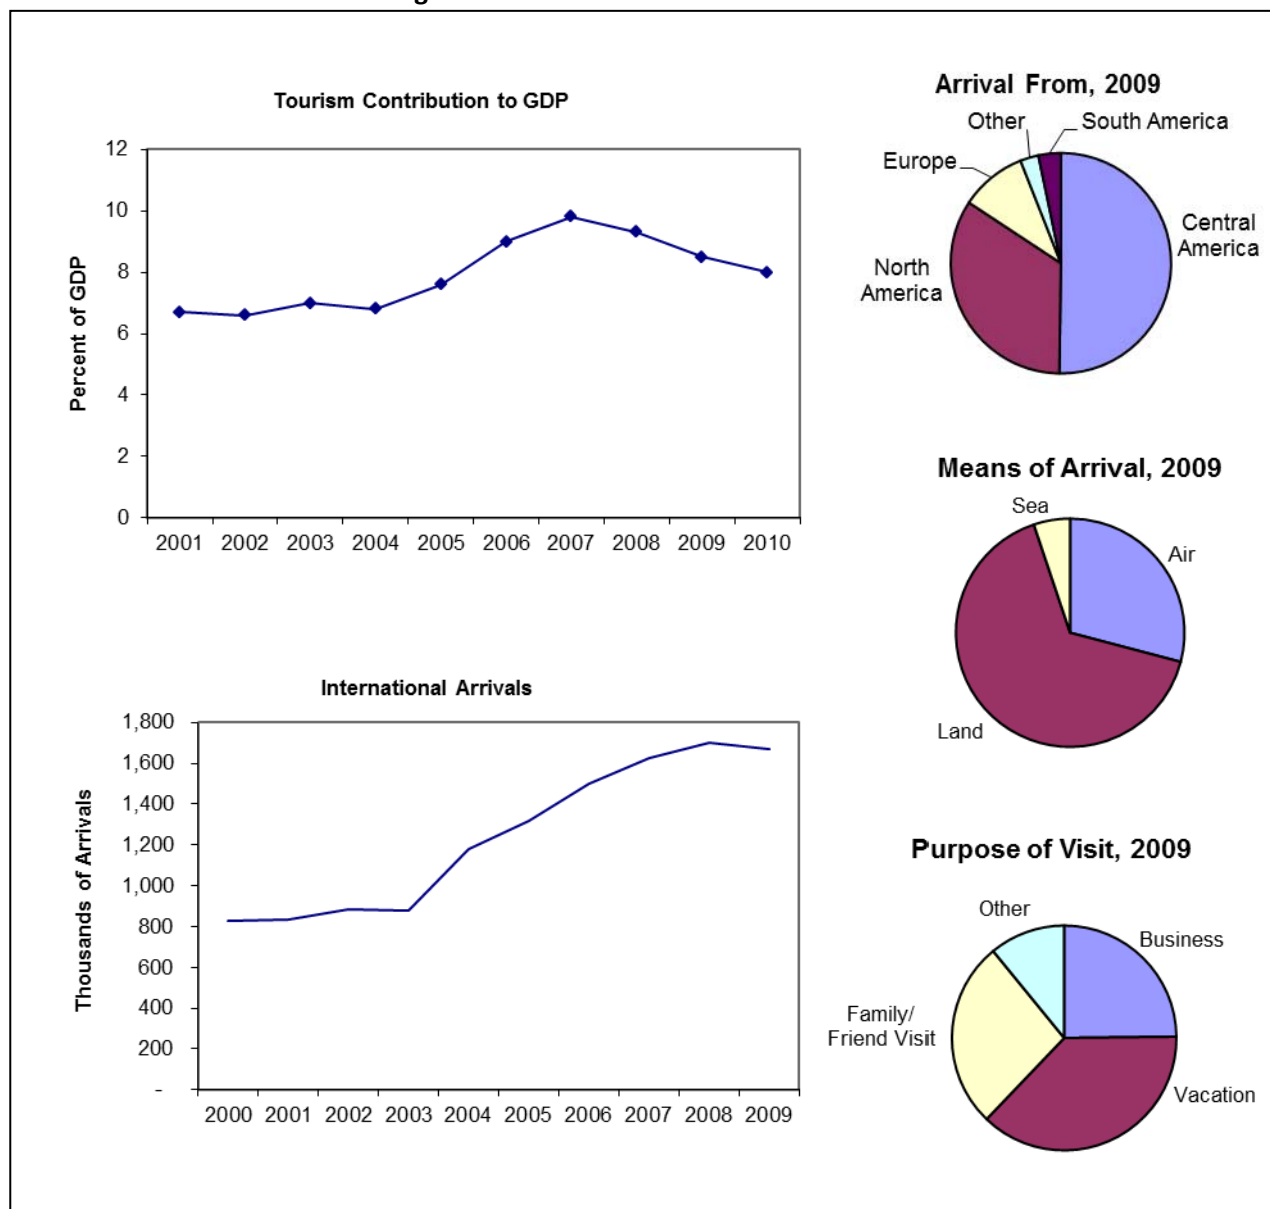 Tourism Contribution to GDP
Percent of GDP
12
10
8
6
4
2
0
2001 2002 2003 2004 2005 2006 2007 2008 2009 2010
International Arrivals
Thousands of Arrivals
1,800
1,600
1,400
1,200
1,000
800
600
400
200
-
2000 2001 2002 2003 2004 2005 2006 2007 2008 2009
Arrival From, 2009
Other
South America
Europe
Central
America
North
America
Means of Arrival, 2009
Sea
Air
Land
Purpose of Visit, 2009
Other
Business
Family/
Friend Visit
Vacation